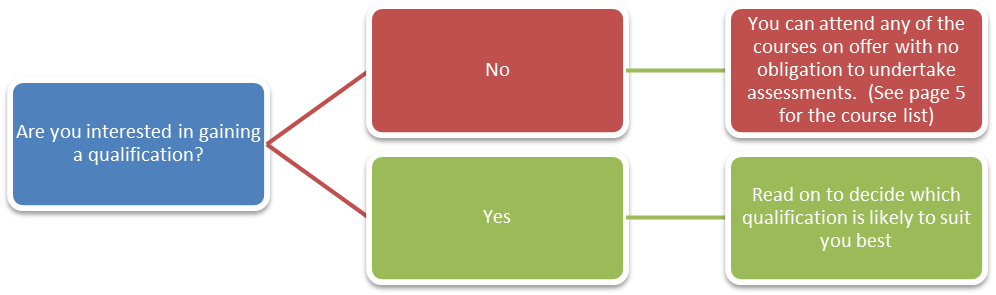 Are you interested in gaining
a qualification?
No
You can attend any of the
courses on offer with no
obligation to undertake
assessments.  (See page 5
for the course list)
Yes
Read on to decide which
qualification is likely to suit
you best